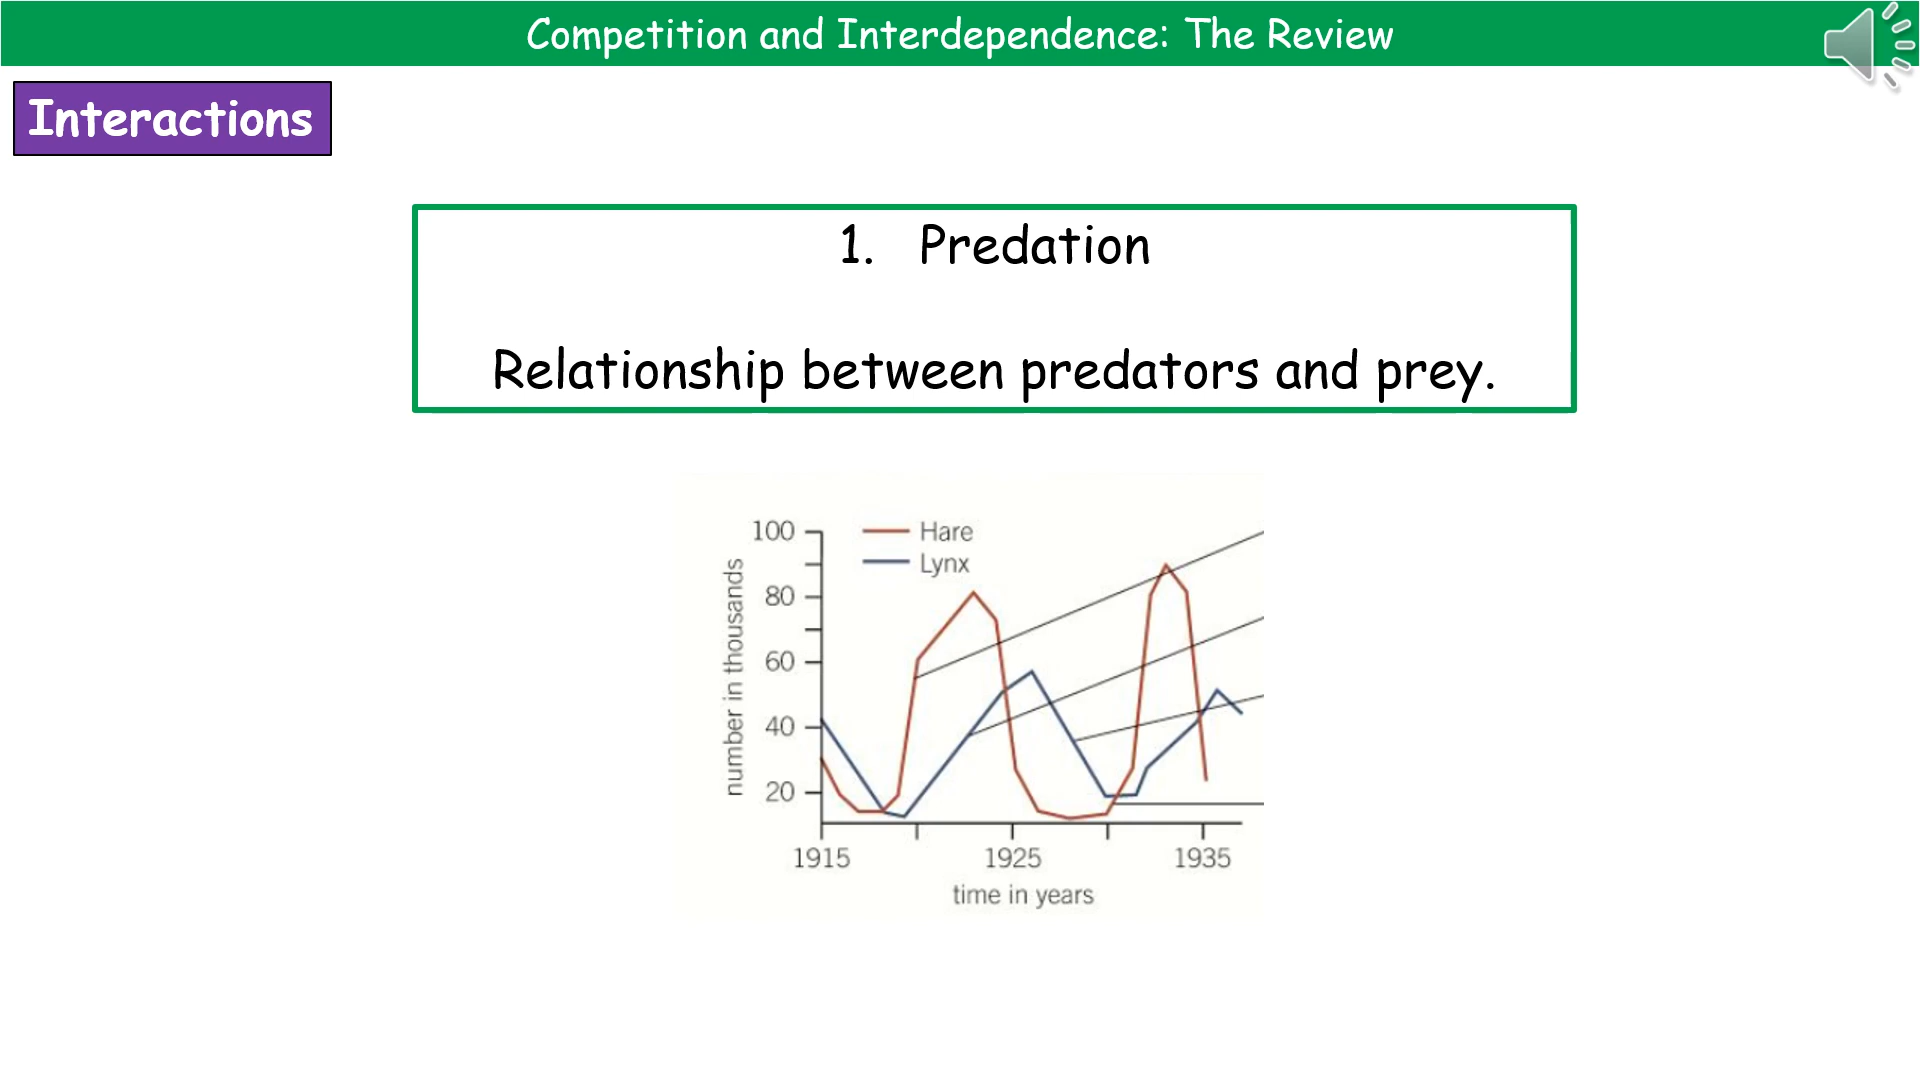 Competition and Interdependence: The Review
Interactions
1. Predation
Relationship between predators and prey.
100
80
60
40
20
number in thousands
Hare
Lynx
1915
1925
1935
time in years